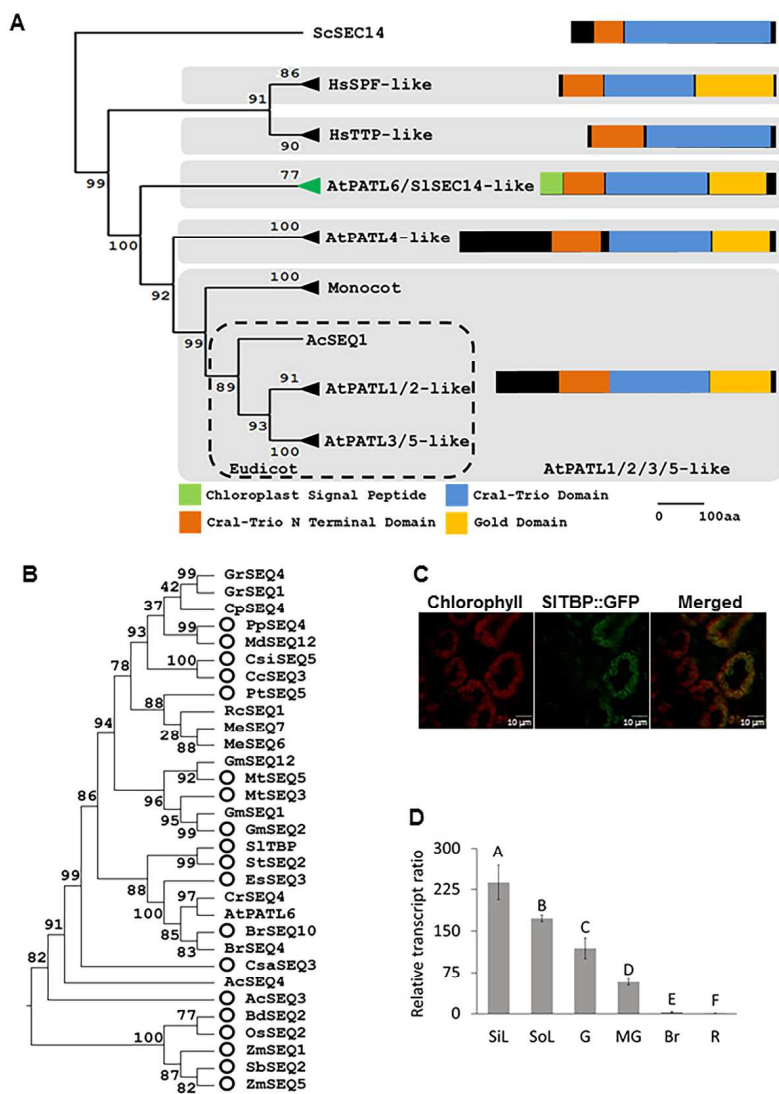 A
ScSEC14
86
HsSPF-like
91
90
HsTTP-like
99
77
AtPATL6/SlSEC14-like
100
100
AtPATL4-like
92
100
Monocot
99
AcSEQ1
89
91
AtPATL1/2-like
93
100
AtPATL3/5-like
Eudicot
AtPATL1/2/3/5-like
Chloroplast Signal Peptide
Cral-Trio Domain
Cral-Trio N Terminal Domain
Gold Domain
0 100aa
B
99
GrSEQ4
42
GrSEQ1
37
CpSEQ4
93
99
PpSEQ4
MdSEQ12
78
100
CsiSEQ5
CcSEQ3
PtSEQ5
88
RcSEQ1
94
28
MeSEQ7
88
MeSEQ6
GmSEQ12
92
MtSEQ5
86
96
MtSEQ3
95
GmSEQ1
99
GmSEQ2
SlTBP
99
StSEQ2
99
88
EsSEQ3
97
CrSEQ4
100
AtPATL6
91
85
BrSEQ10
83
BrSEQ4
82
CsaSEQ3
AcSEQ4
AcSEQ3
77
BdSEQ2
100
OsSEQ2
ZmSEQ1
87
SbSEQ2
82
ZmSEQ5
C
Chlorophyll SlTBP::GFP Merged
10 µm 10 µm 10 µm
D
Relative transcript ratio
300
225
150
75
0
A B C D E F
SiL SoL G MG Br R